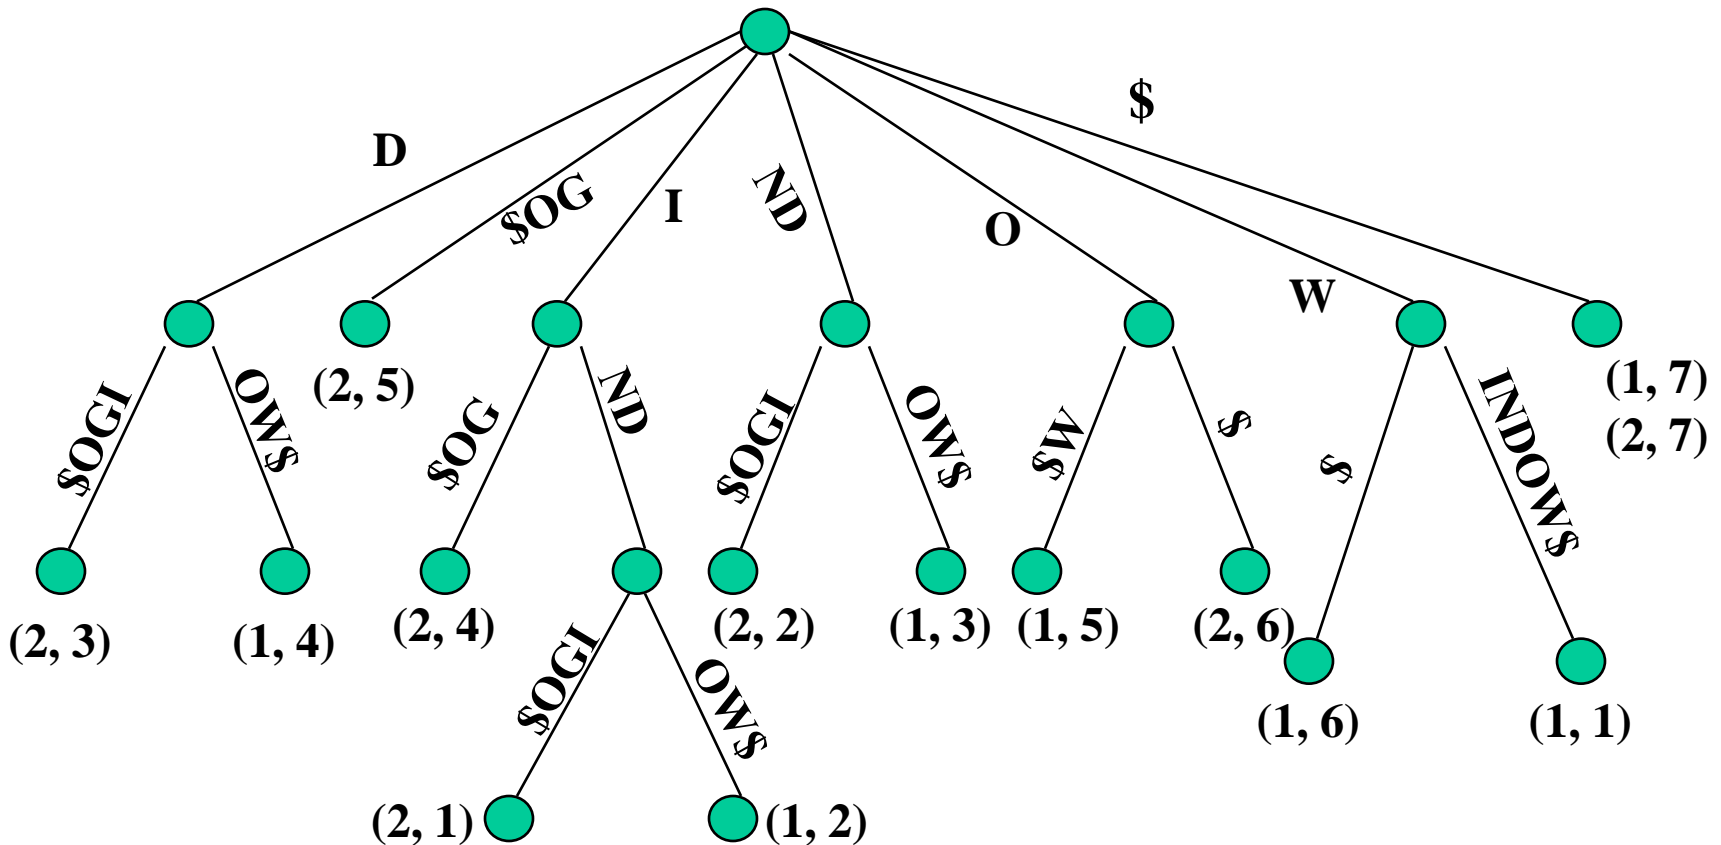 $
D
$OG
I
ND
O
W
(2, 5)
(1, 7)
(2, 7)
$OGI
OW$
$OG
ND
$OGI
OW$
$W
$
$
INDOW$
(2, 3)
(1, 4)
(2, 4)
(2, 2)
(1, 3)
(1, 5)
(2, 6)
$OGI
OW$
(1, 6)
(1, 1)
(2, 1)
(1, 2)